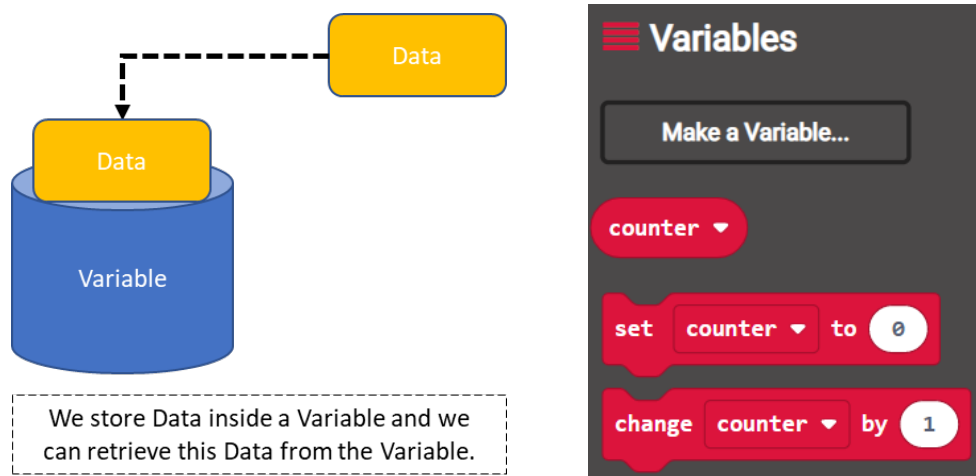 Data
Data
Variable
We store Data inside a Variable and we
can retrieve this Data from the Variable.
Variables
Make a Variable...
counter
set counter to 0
change counter by 1